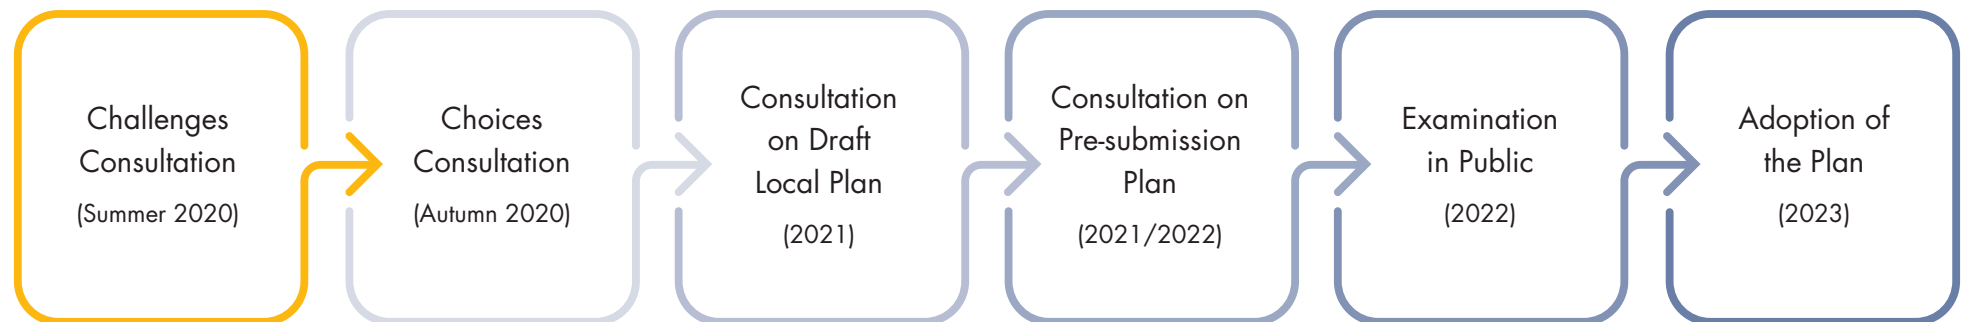 Challenges
Consultation
(Summer 2020)
Choices
Consultation
(Autumn 2020)
Consultation
on Draft
Local Plan
(2021)
Consultation on
Pre-submission
Plan
(2021/2022)
Examination
in Public
(2022)
Adoption of
the Plan
(2023)